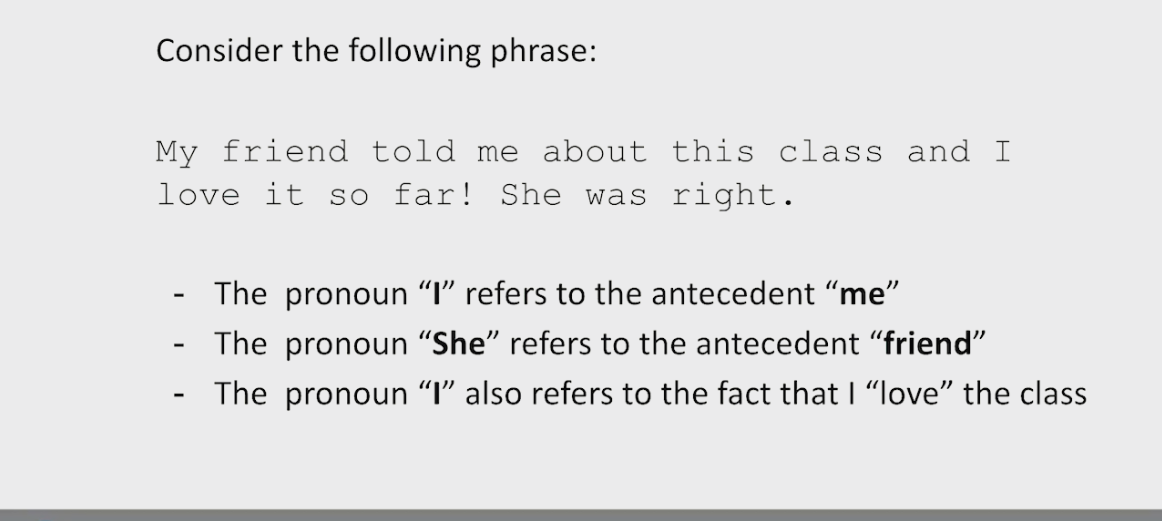 Consider the following phrase:
My friend told me about this class and I
love it so far! She was right.
- The pronoun “I” refers to the antecedent “me”
- The pronoun “She” refers to the antecedent “friend”
- The pronoun “I” also refers to the fact that I “love” the class